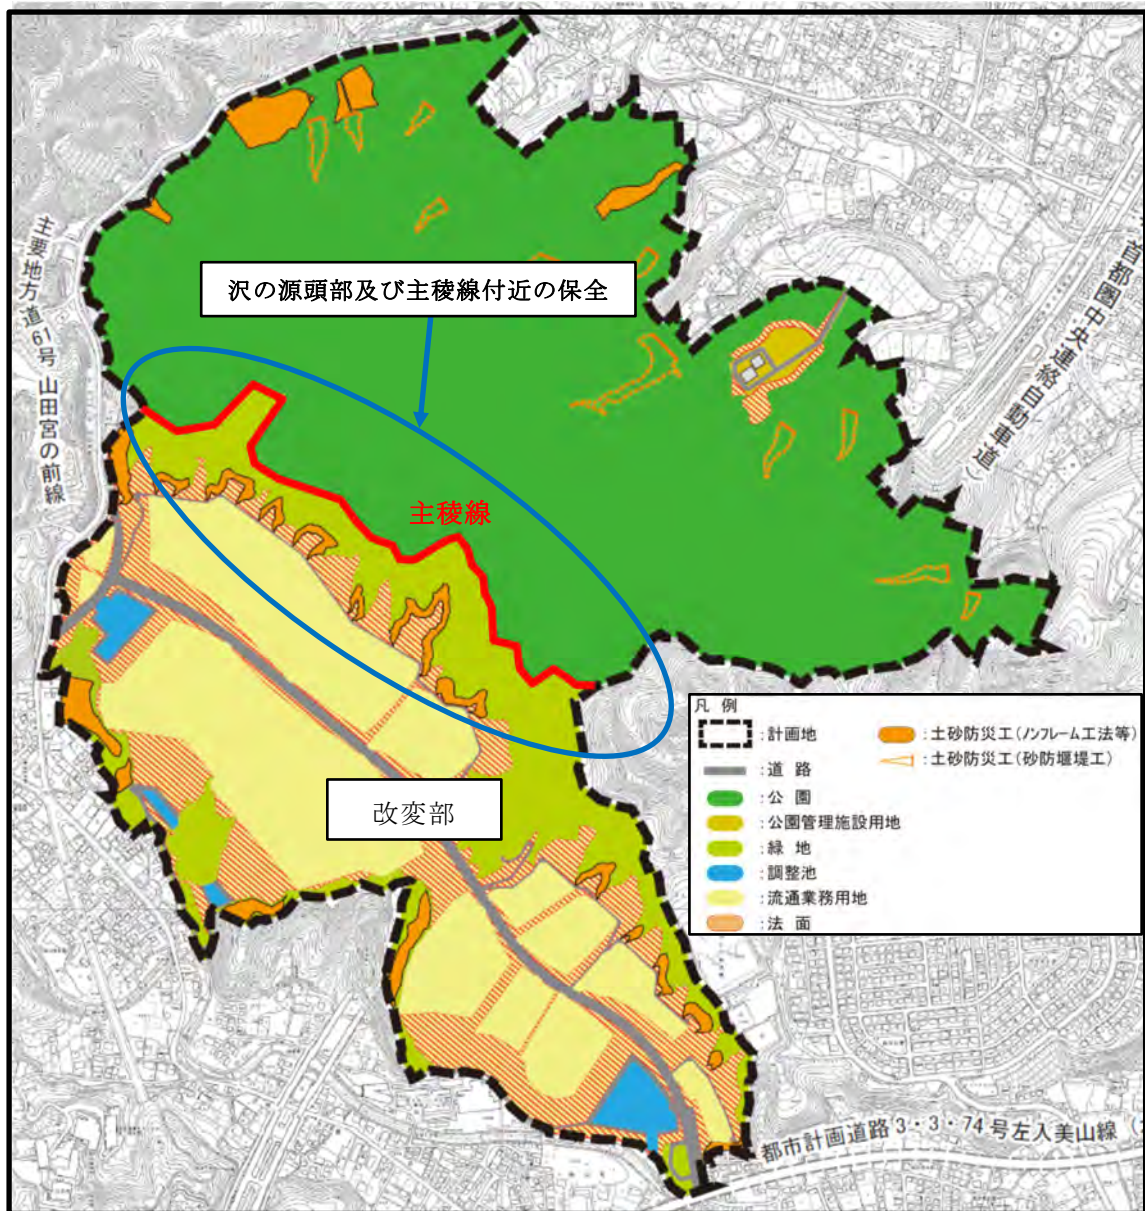 沢の源頭部及び主稜線付近の保全
主要地方道61号 山田宮の前線
首都圏中央連絡自動車道)
主稜線
改変部
凡 例
:計画地
:道 路
:公 園
:公園管理施設用地
:緑 地
:調整池
:流通業務用地
:法 面
:土砂防災工(ノンフレーム工法等)
:土砂防災工(砂防堰堤工)
都市計画道路3・3・74号左入美山線(